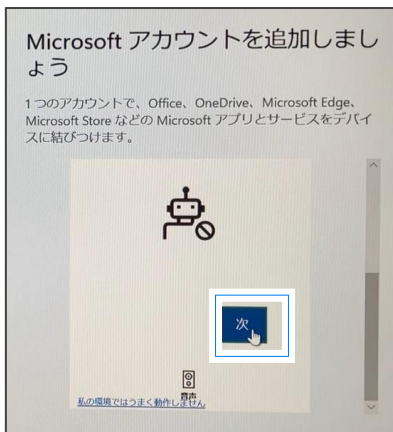 Microsoft アカウントを追加しまし
ょう
1 つのアカウントで、Office、OneDrive、Microsoft Edge、
Microsoft Store などの Microsoft アプリとサービスをデバイ
スに結びつけます。
次
音声
私の環境ではうまく動作しません